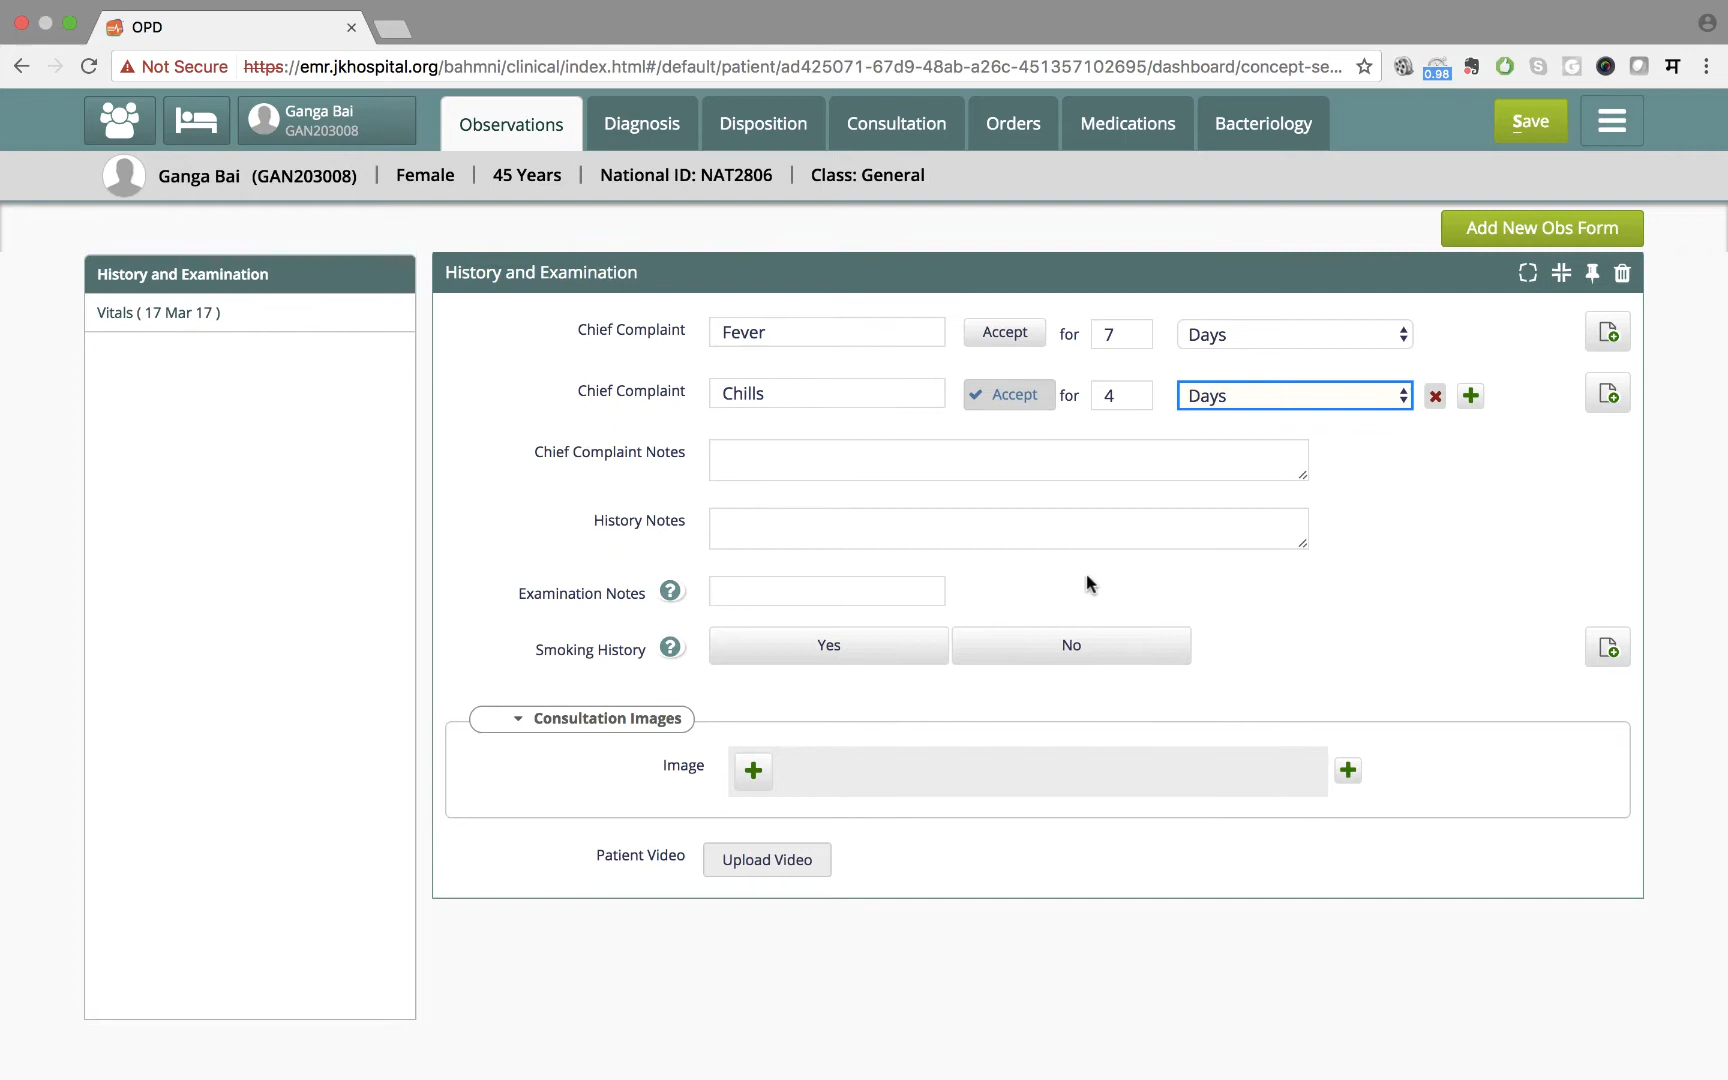 OPD
Not Secure https://emr.jkhospital.org/bahmni/clinical/index.html#/default/patient/ad425071-67d9-48ab-a26c-451357102695/dashboard/concept-se...
0.98
म
Ganga Bai
GAN203008
Observations
Diagnosis
Disposition
Consultation
Orders
Medications
Bacteriology
Save
Ganga Bai (GAN203008) | Female | 45 Years | National ID: NAT2806 | Class: General
Add New Obs Form
History and Examination
Vitals ( 17 Mar 17 )
History and Examination
Chief Complaint Fever Accept for 7 Days
Chief Complaint Chills Accept for 4 Days
Chief Complaint Notes
History Notes
Examination Notes ?
Smoking History ? Yes No
Consultation Images
Image
Patient Video Upload Video